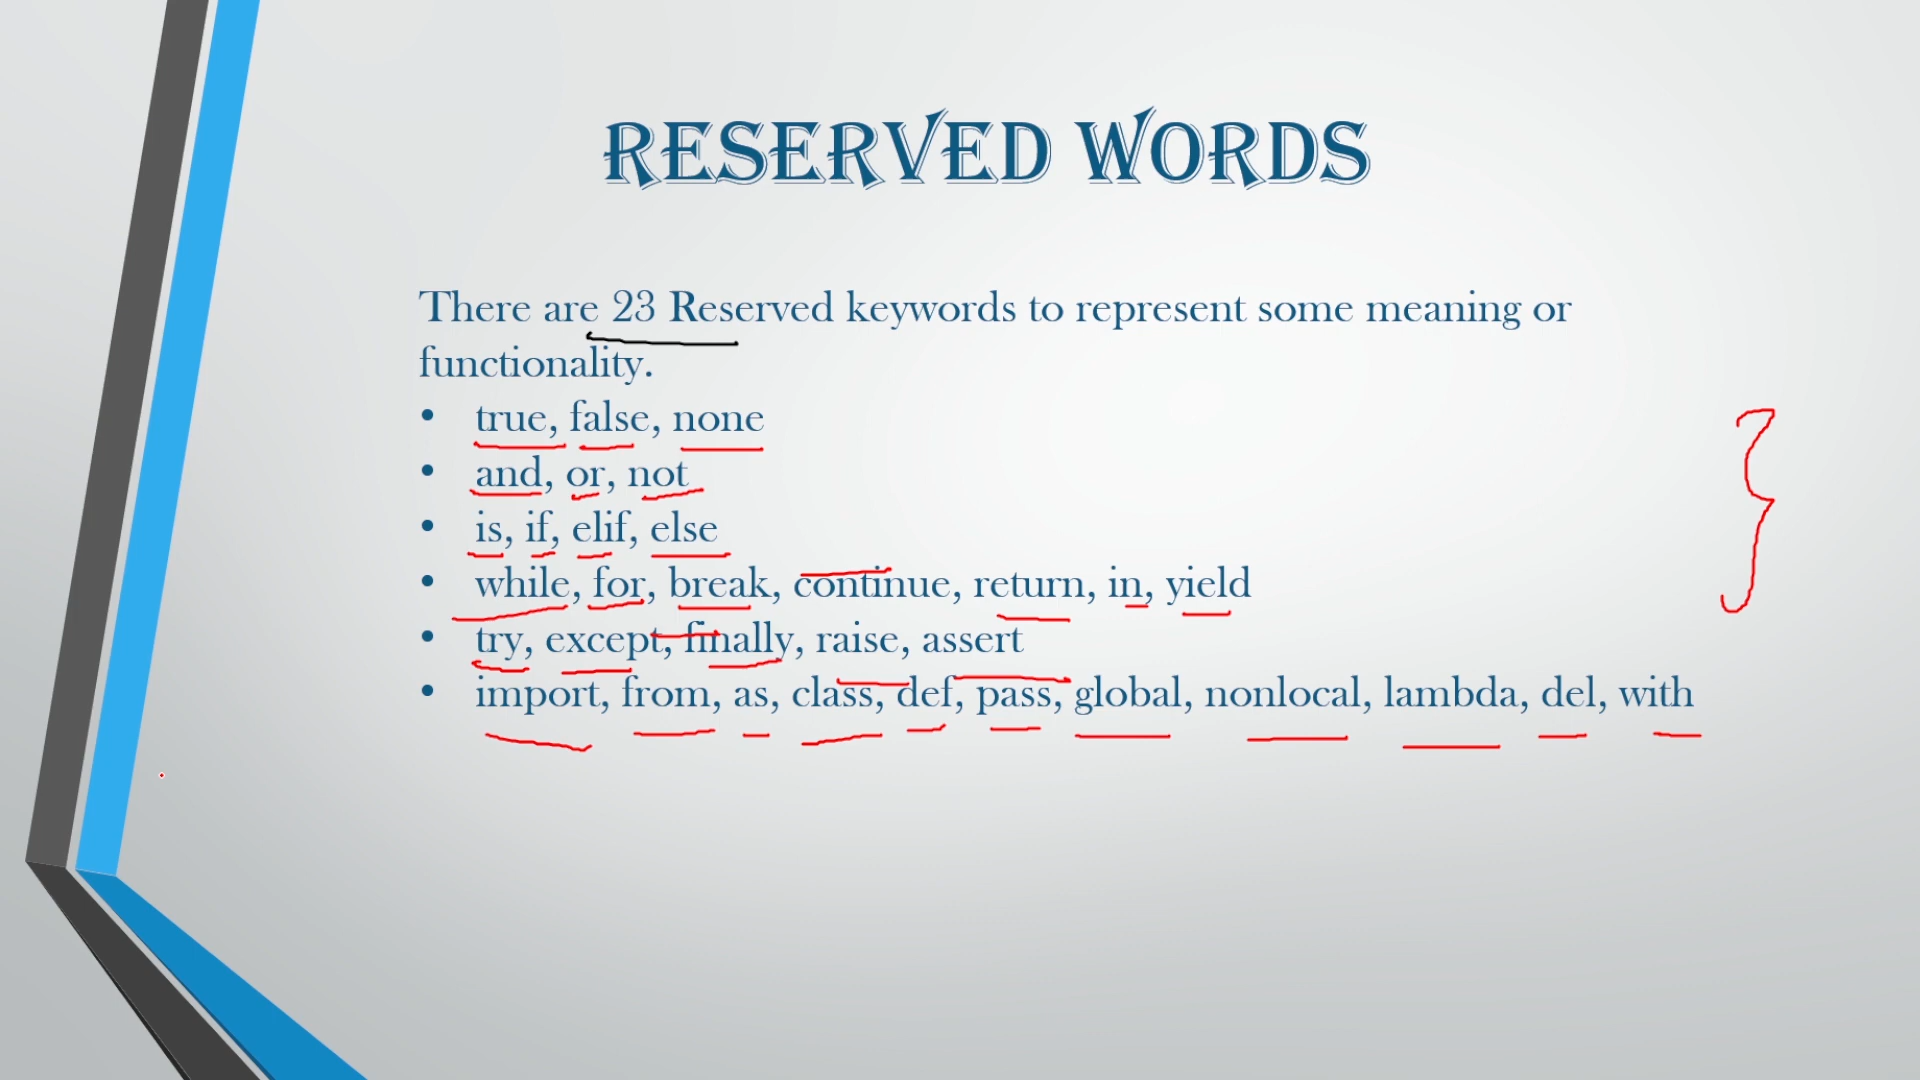 RESERVED WORDS
There are 23 Reserved keywords to represent some meaning or
functionality.
• true, false, none
• and, or, not
• is, if, elif, else
• while, for, break, continue, return, in, yield
• try, except, finally, raise, assert
• import, from, as, class, def, pass, global, nonlocal, lambda, del, with